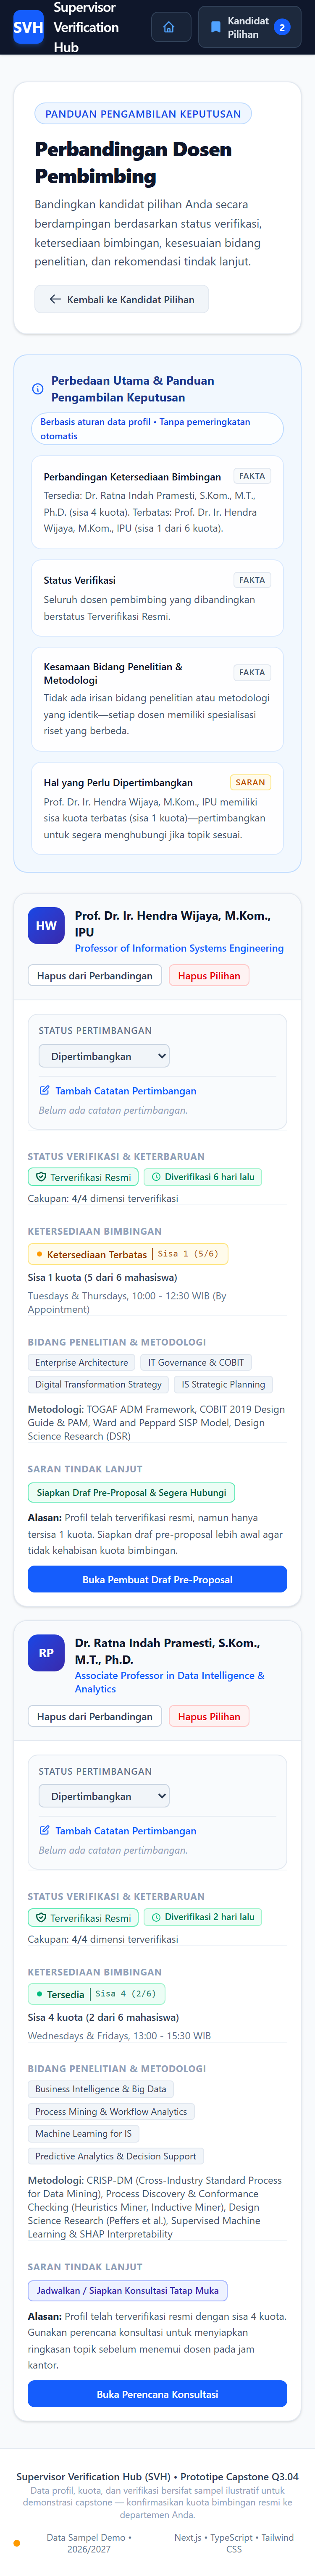 SVH
Supervisor
Verification
Hub
Kandidat
Pilihan
2
PANDUAN PENGAMBILAN KEPUTUSAN
Perbandingan Dosen
Pembimbing
Bandingkan kandidat pilihan Anda secara
berdampingan berdasarkan status verifikasi,
ketersediaan bimbingan, kesesuaian bidang
penelitian, dan rekomendasi tindak lanjut.
← Kembali ke Kandidat Pilihan
Perbedaan Utama & Panduan
Pengambilan Keputusan
Berbasis aturan data profil • Tanpa pemeringkatan
otomatis
Perbandingan Ketersediaan Bimbingan
FAKTA
Tersedia: Dr. Ratna Indah Pramesti, S.Kom., M.T.,
Ph.D. (sisa 4 kuota). Terbatas: Prof. Dr. Ir. Hendra
Wijaya, M.Kom., IPU (sisa 1 dari 6 kuota).
Status Verifikasi
FAKTA
Seluruh dosen pembimbing yang dibandingkan
berstatus Terverifikasi Resmi.
Kesamaan Bidang Penelitian &
Metodologi
FAKTA
Tidak ada irisan bidang penelitian atau metodologi
yang identik—setiap dosen memiliki spesialisasi
riset yang berbeda.
Hal yang Perlu Dipertimbangkan
SARAN
Prof. Dr. Ir. Hendra Wijaya, M.Kom., IPU memiliki
sisa kuota terbatas (sisa 1 kuota)—pertimbangkan
untuk segera menghubungi jika topik sesuai.
HW
Prof. Dr. Ir. Hendra Wijaya, M.Kom.,
IPU
Professor of Information Systems Engineering
Hapus dari Perbandingan
Hapus Pilihan
STATUS PERTIMBANGAN
Dipertimbangkan
Tambah Catatan Pertimbangan
Belum ada catatan pertimbangan.
STATUS VERIFIKASI & KETERBARUAN
Terverifikasi Resmi
Diverifikasi 6 hari lalu
Cakupan: 4/4 dimensi terverifikasi
KETERSEDIAAN BIMBINGAN
Ketersediaan Terbatas | Sisa 1 (5/6)
Sisa 1 kuota (5 dari 6 mahasiswa)
Tuesdays & Thursdays, 10:00 - 12:30 WIB (By
Appointment)
BIDANG PENELITIAN & METODOLOGI
Enterprise Architecture
IT Governance & COBIT
Digital Transformation Strategy
IS Strategic Planning
Metodologi: TOGAF ADM Framework, COBIT 2019 Design
Guide & PAM, Ward and Peppard SISP Model, Design
Science Research (DSR)
SARAN TINDAK LANJUT
Siapkan Draf Pre-Proposal & Segera Hubungi
Alasan: Profil telah terverifikasi resmi, namun hanya
tersisa 1 kuota. Siapkan draf pre-proposal lebih awal agar
tidak kehabisan kuota bimbingan.
Buka Pembuat Draf Pre-Proposal
RP
Dr. Ratna Indah Pramesti, S.Kom.,
M.T., Ph.D.
Associate Professor in Data Intelligence &
Analytics
Hapus dari Perbandingan
Hapus Pilihan
STATUS PERTIMBANGAN
Dipertimbangkan
Tambah Catatan Pertimbangan
Belum ada catatan pertimbangan.
STATUS VERIFIKASI & KETERBARUAN
Terverifikasi Resmi
Diverifikasi 2 hari lalu
Cakupan: 4/4 dimensi terverifikasi
KETERSEDIAAN BIMBINGAN
Tersedia | Sisa 4 (2/6)
Sisa 4 kuota (2 dari 6 mahasiswa)
Wednesdays & Fridays, 13:00 - 15:30 WIB
BIDANG PENELITIAN & METODOLOGI
Business Intelligence & Big Data
Process Mining & Workflow Analytics
Machine Learning for IS
Predictive Analytics & Decision Support
Metodologi: CRISP-DM (Cross-Industry Standard Process
for Data Mining), Process Discovery & Conformance
Checking (Heuristics Miner, Inductive Miner), Design
Science Research (Peffers et al.), Supervised Machine
Learning & SHAP Interpretability
SARAN TINDAK LANJUT
Jadwalkan / Siapkan Konsultasi Tatap Muka
Alasan: Profil telah terverifikasi resmi dengan sisa 4 kuota.
Gunakan perencana konsultasi untuk menyiapkan
ringkasan topik sebelum menemui dosen pada jam
kantor.
Buka Perencana Konsultasi
Supervisor Verification Hub (SVH) • Prototipe Capstone Q3.04
Data profil, kuota, dan verifikasi bersifat sampel ilustratif untuk
demonstrasi capstone — konfirmasikan kuota bimbingan resmi ke
departemen Anda.
Data Sampel Demo •
2026/2027
Next.js • TypeScript • Tailwind
CSS